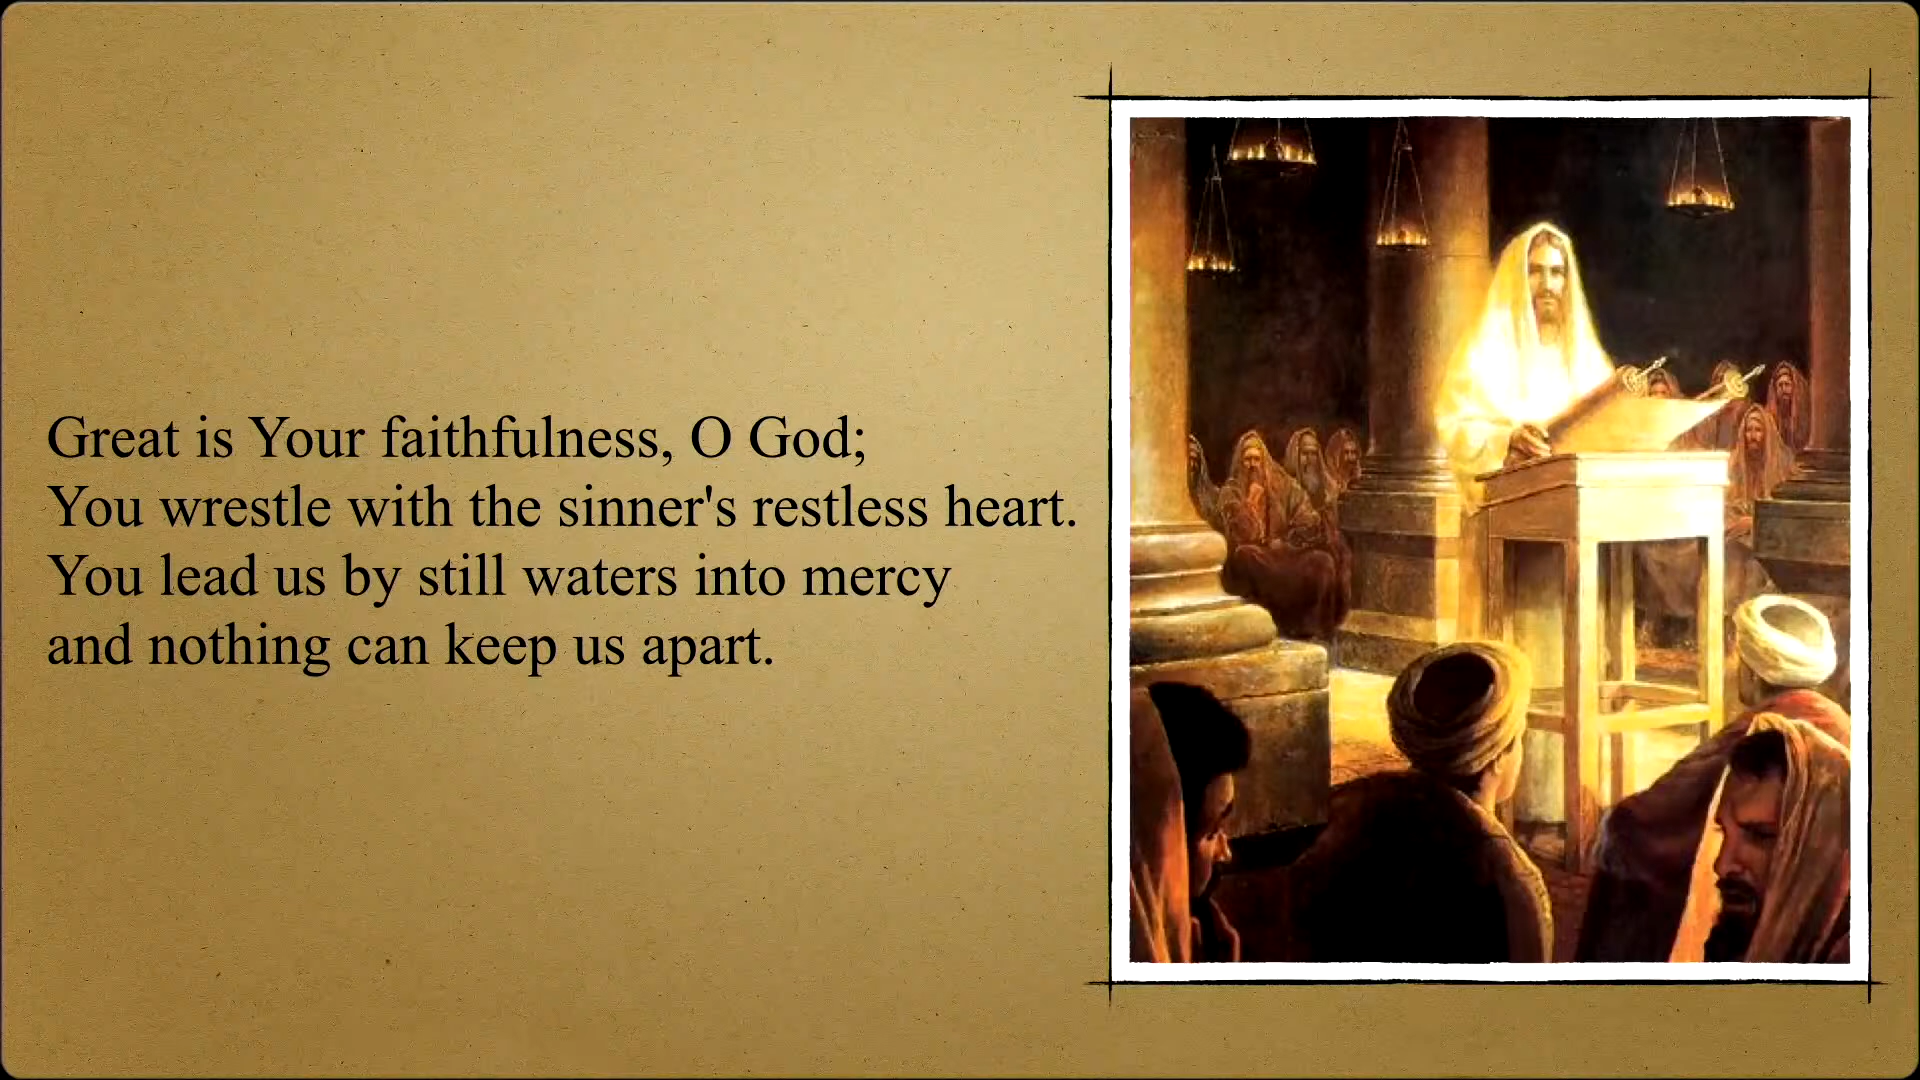 Great is Your faithfulness, O God;
You wrestle with the sinner's restless heart.
You lead us by still waters into mercy
and nothing can keep us apart.